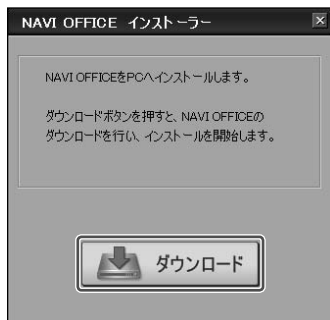 NAVI OFFICE インストーラー
NAVI OFFICEをPCへインストールします。
ダウンロードボタンを押すと、NAVI OFFICEの
ダウンロードを行い、インストールを開始します。
ダウンロード